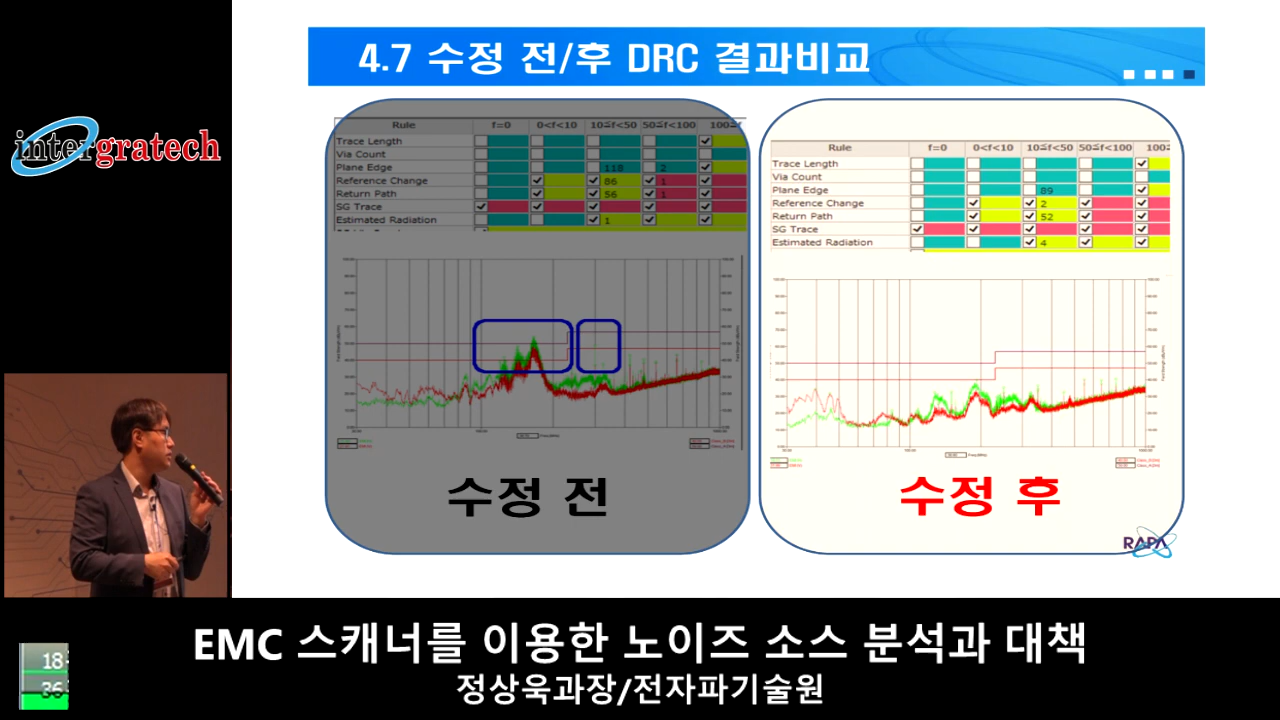 4.7 수정 전/후 DRC 결과비교
intergratech
Rule f=0 0<f<10 10≦f<50 50≦f<100 100≦f
Trace Length
Via Count
Plane Edge 118 2
Reference Change 86 1
Return Path 56 1
SG Trace
Estimated Radiation 1
수정 전
Rule f=0 0<f<10 10≦f<50 50≦f<100 100≦
Trace Length
Via Count
Plane Edge 89
Reference Change 2
Return Path 52
SG Trace
Estimated Radiation 4
수정 후
RAPA
EMC 스캐너를 이용한 노이즈 소스 분석과 대책
정상욱과장/전자파기술원
18
36